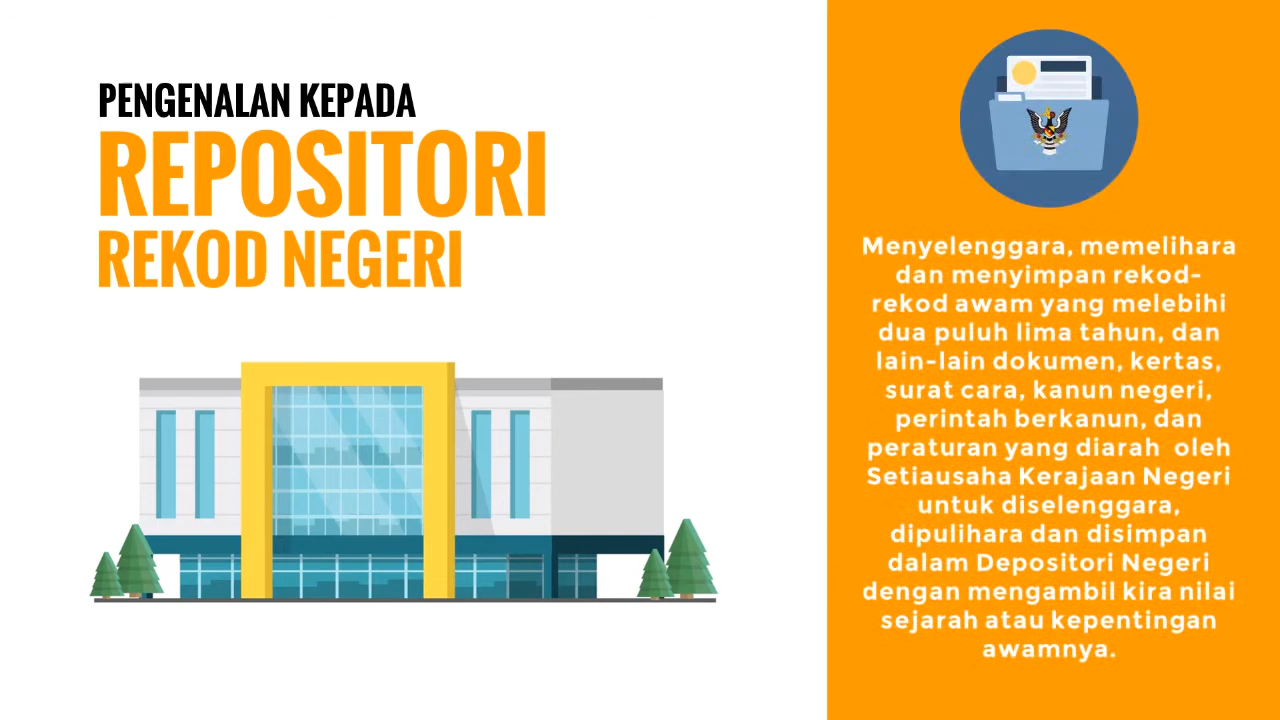 PENGENALAN KEPADA
REPOSITORI
REKOD NEGERI
Menyelenggara, memelihara
dan menyimpan rekod-
rekod awam yang melebihi
dua puluh lima tahun, dan
lain-lain dokumen, kertas,
surat cara, kanun negeri,
perintah berkanun, dan
peraturan yang diarah oleh
Setiausaha Kerajaan Negeri
untuk diselenggara,
dipulihara dan disimpan
dalam Depositori Negeri
dengan mengambil kira nilai
sejarah atau kepentingan
awamnya.